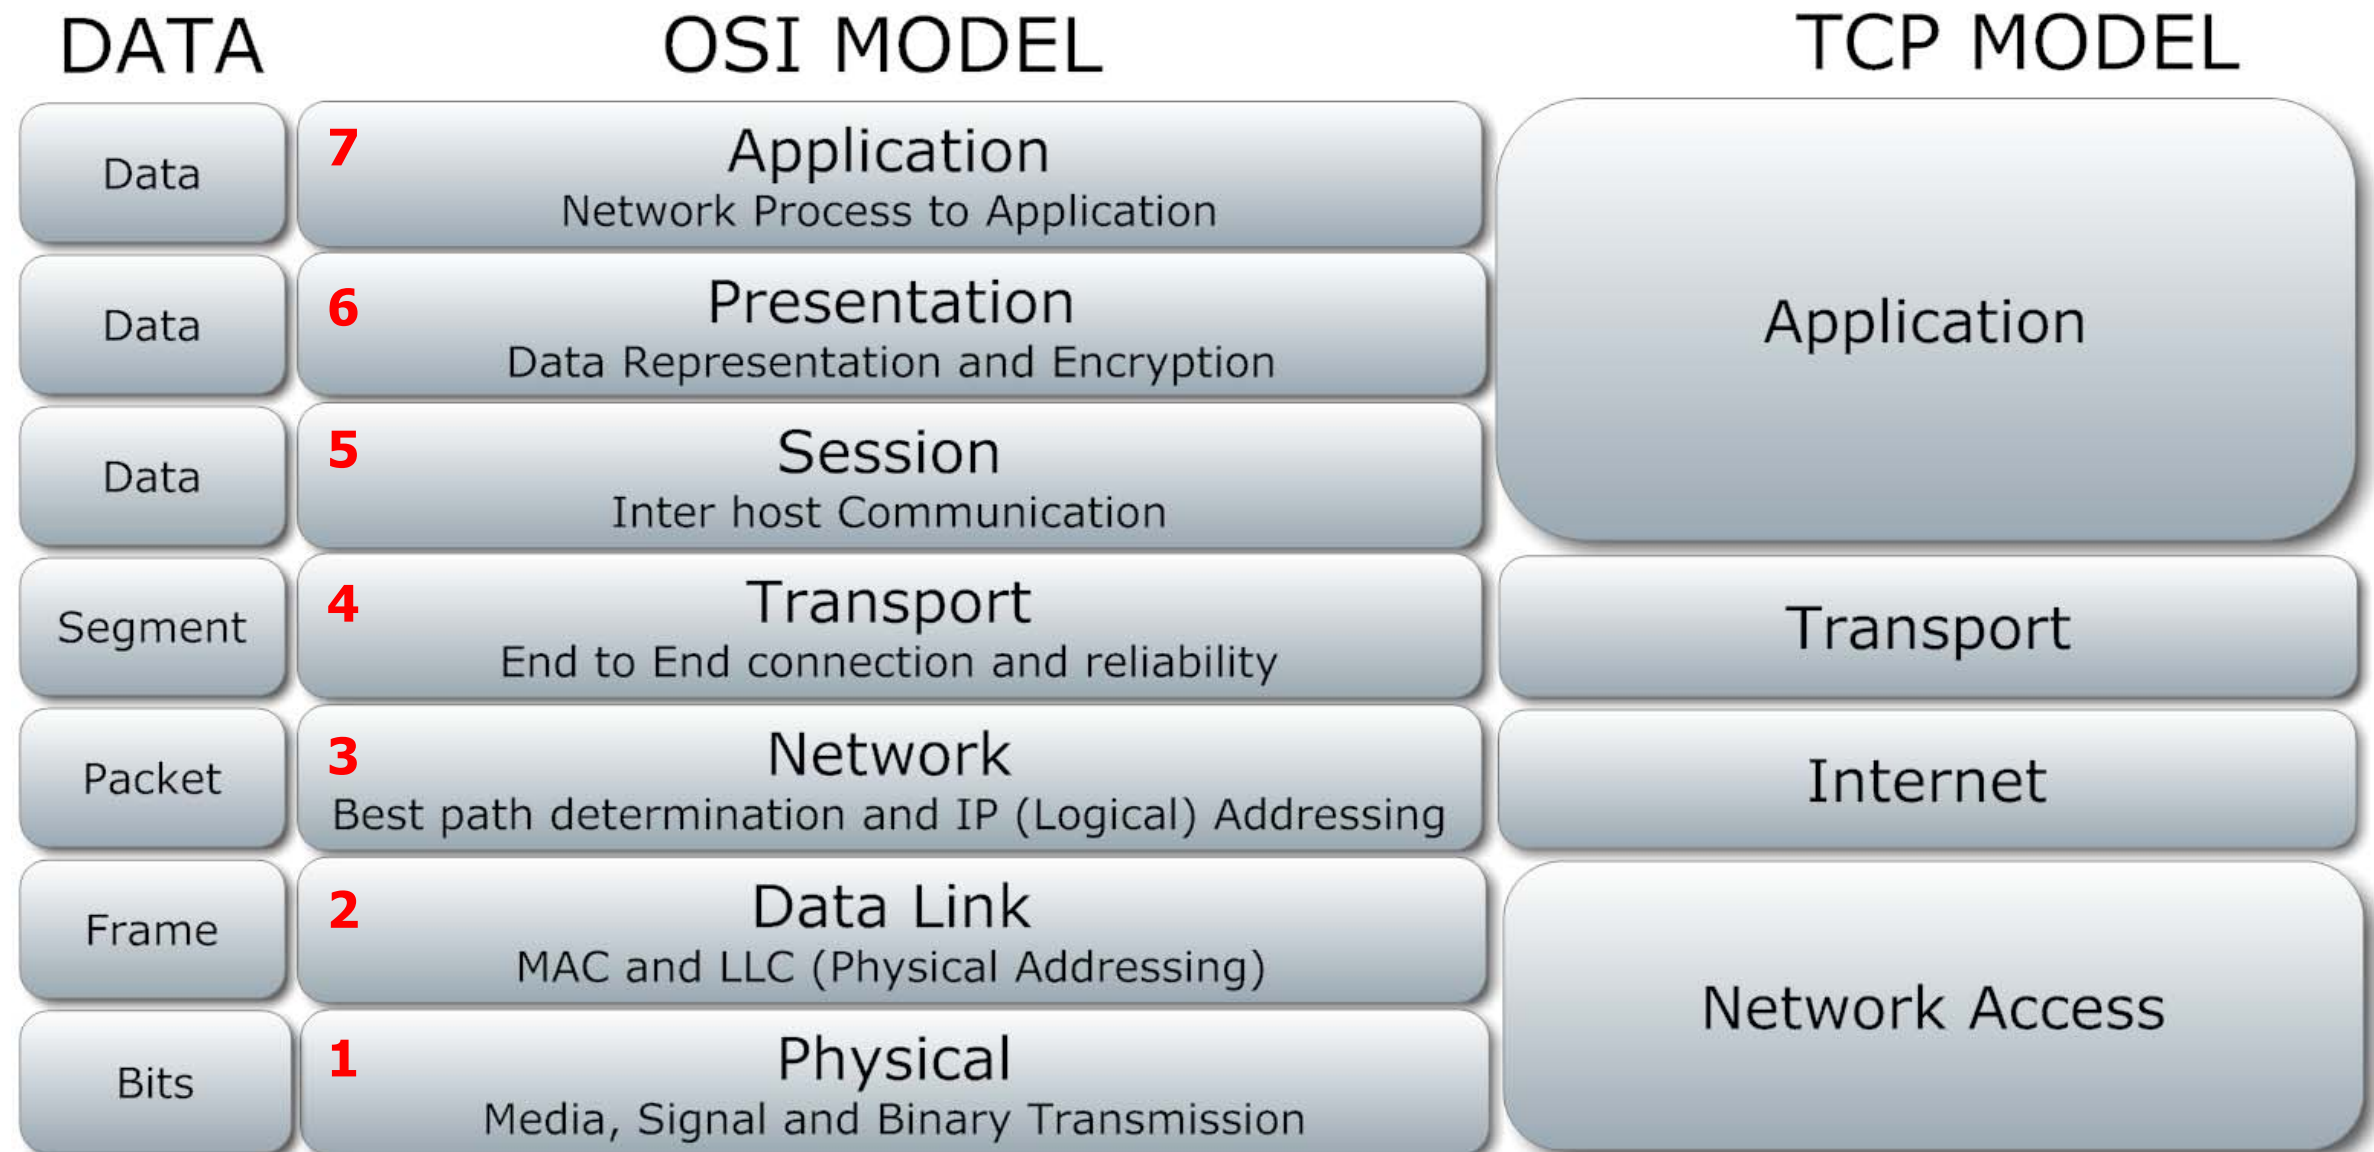 DATA OSI MODEL TCP MODEL
Data
7
Application
Network Process to Application
Data
6
Presentation
Data Representation and Encryption
Application
Data
5
Session
Inter host Communication
Segment
4
Transport
End to End connection and reliability
Transport
Packet
3
Network
Best path determination and IP (Logical) Addressing
Internet
Frame
2
Data Link
MAC and LLC (Physical Addressing)
Network Access
Bits
1
Physical
Media, Signal and Binary Transmission